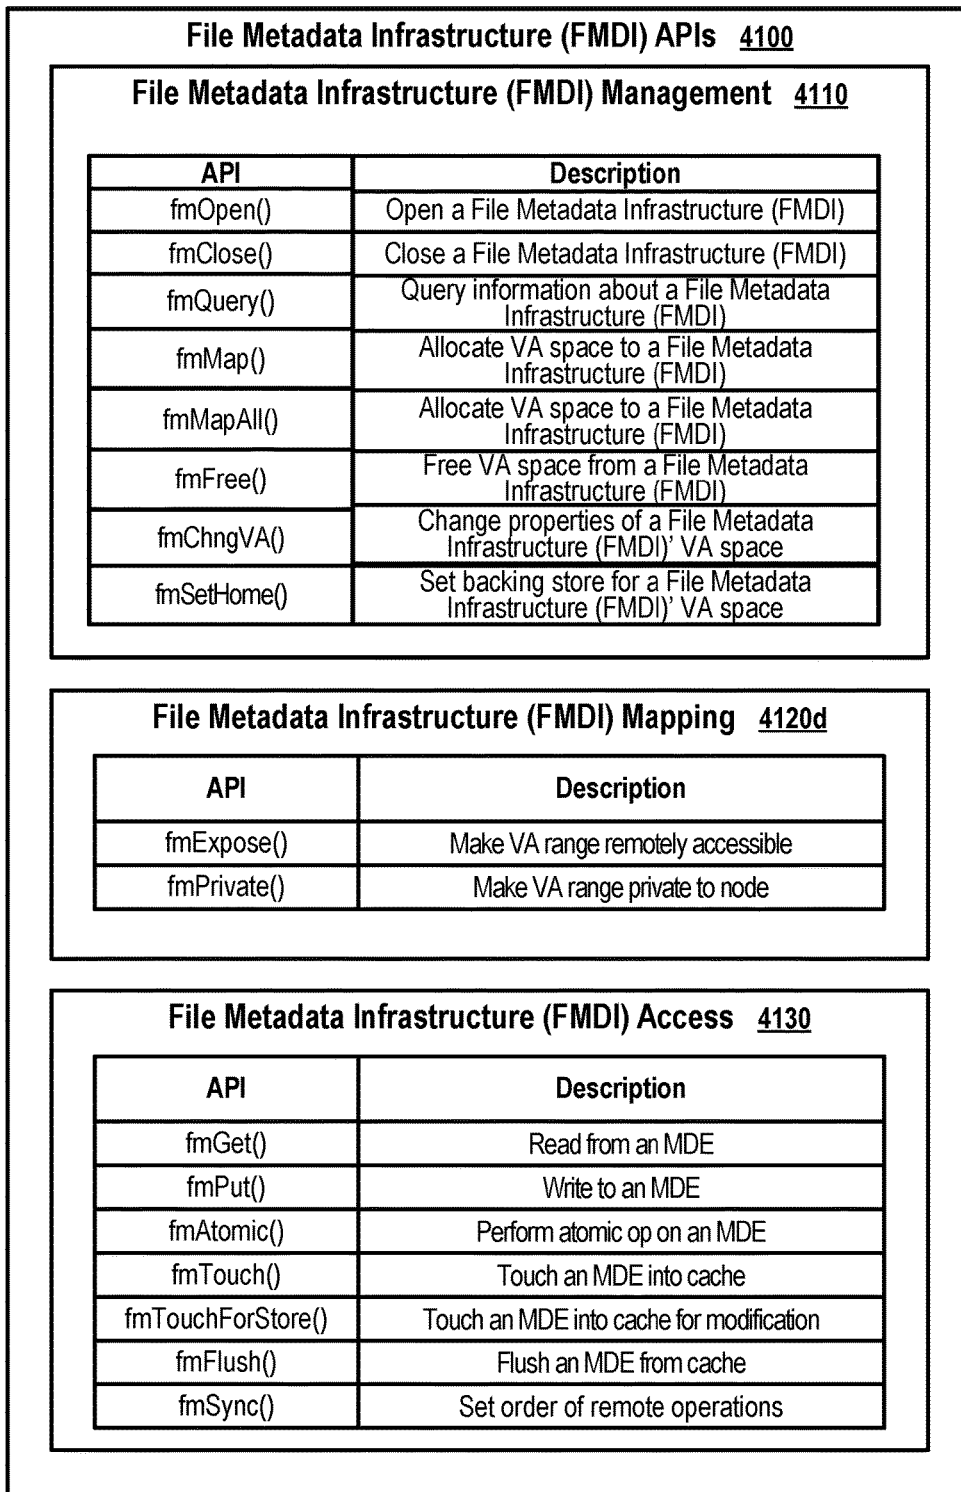 File Metadata Infrastructure (FMDI) APIs 4100
File Metadata Infrastructure (FMDI) Management 4110
API Description
fmOpen() Open a File Metadata Infrastructure (FMDI)
fmClose() Close a File Metadata Infrastructure (FMDI)
fmQuery() Query information about a File Metadata
Infrastructure (FMDI)
fmMap() Allocate VA space to a File Metadata
Infrastructure (FMDI)
fmMapAll() Allocate VA space to a File Metadata
Infrastructure (FMDI)
fmFree() Free VA space from a File Metadata
Infrastructure (FMDI)
fmChngVA() Change properties of a File Metadata
Infrastructure (FMDI)' VA space
fmSetHome() Set backing store for a File Metadata
Infrastructure (FMDI)' VA space
File Metadata Infrastructure (FMDI) Mapping 4120d
API Description
fmExpose() Make VA range remotely accessible
fmPrivate() Make VA range private to node
File Metadata Infrastructure (FMDI) Access 4130
API Description
fmGet() Read from an MDE
fmPut() Write to an MDE
fmAtomic() Perform atomic op on an MDE
fmTouch() Touch an MDE into cache
fmTouchForStore() Touch an MDE into cache for modification
fmFlush() Flush an MDE from cache
fmSync() Set order of remote operations